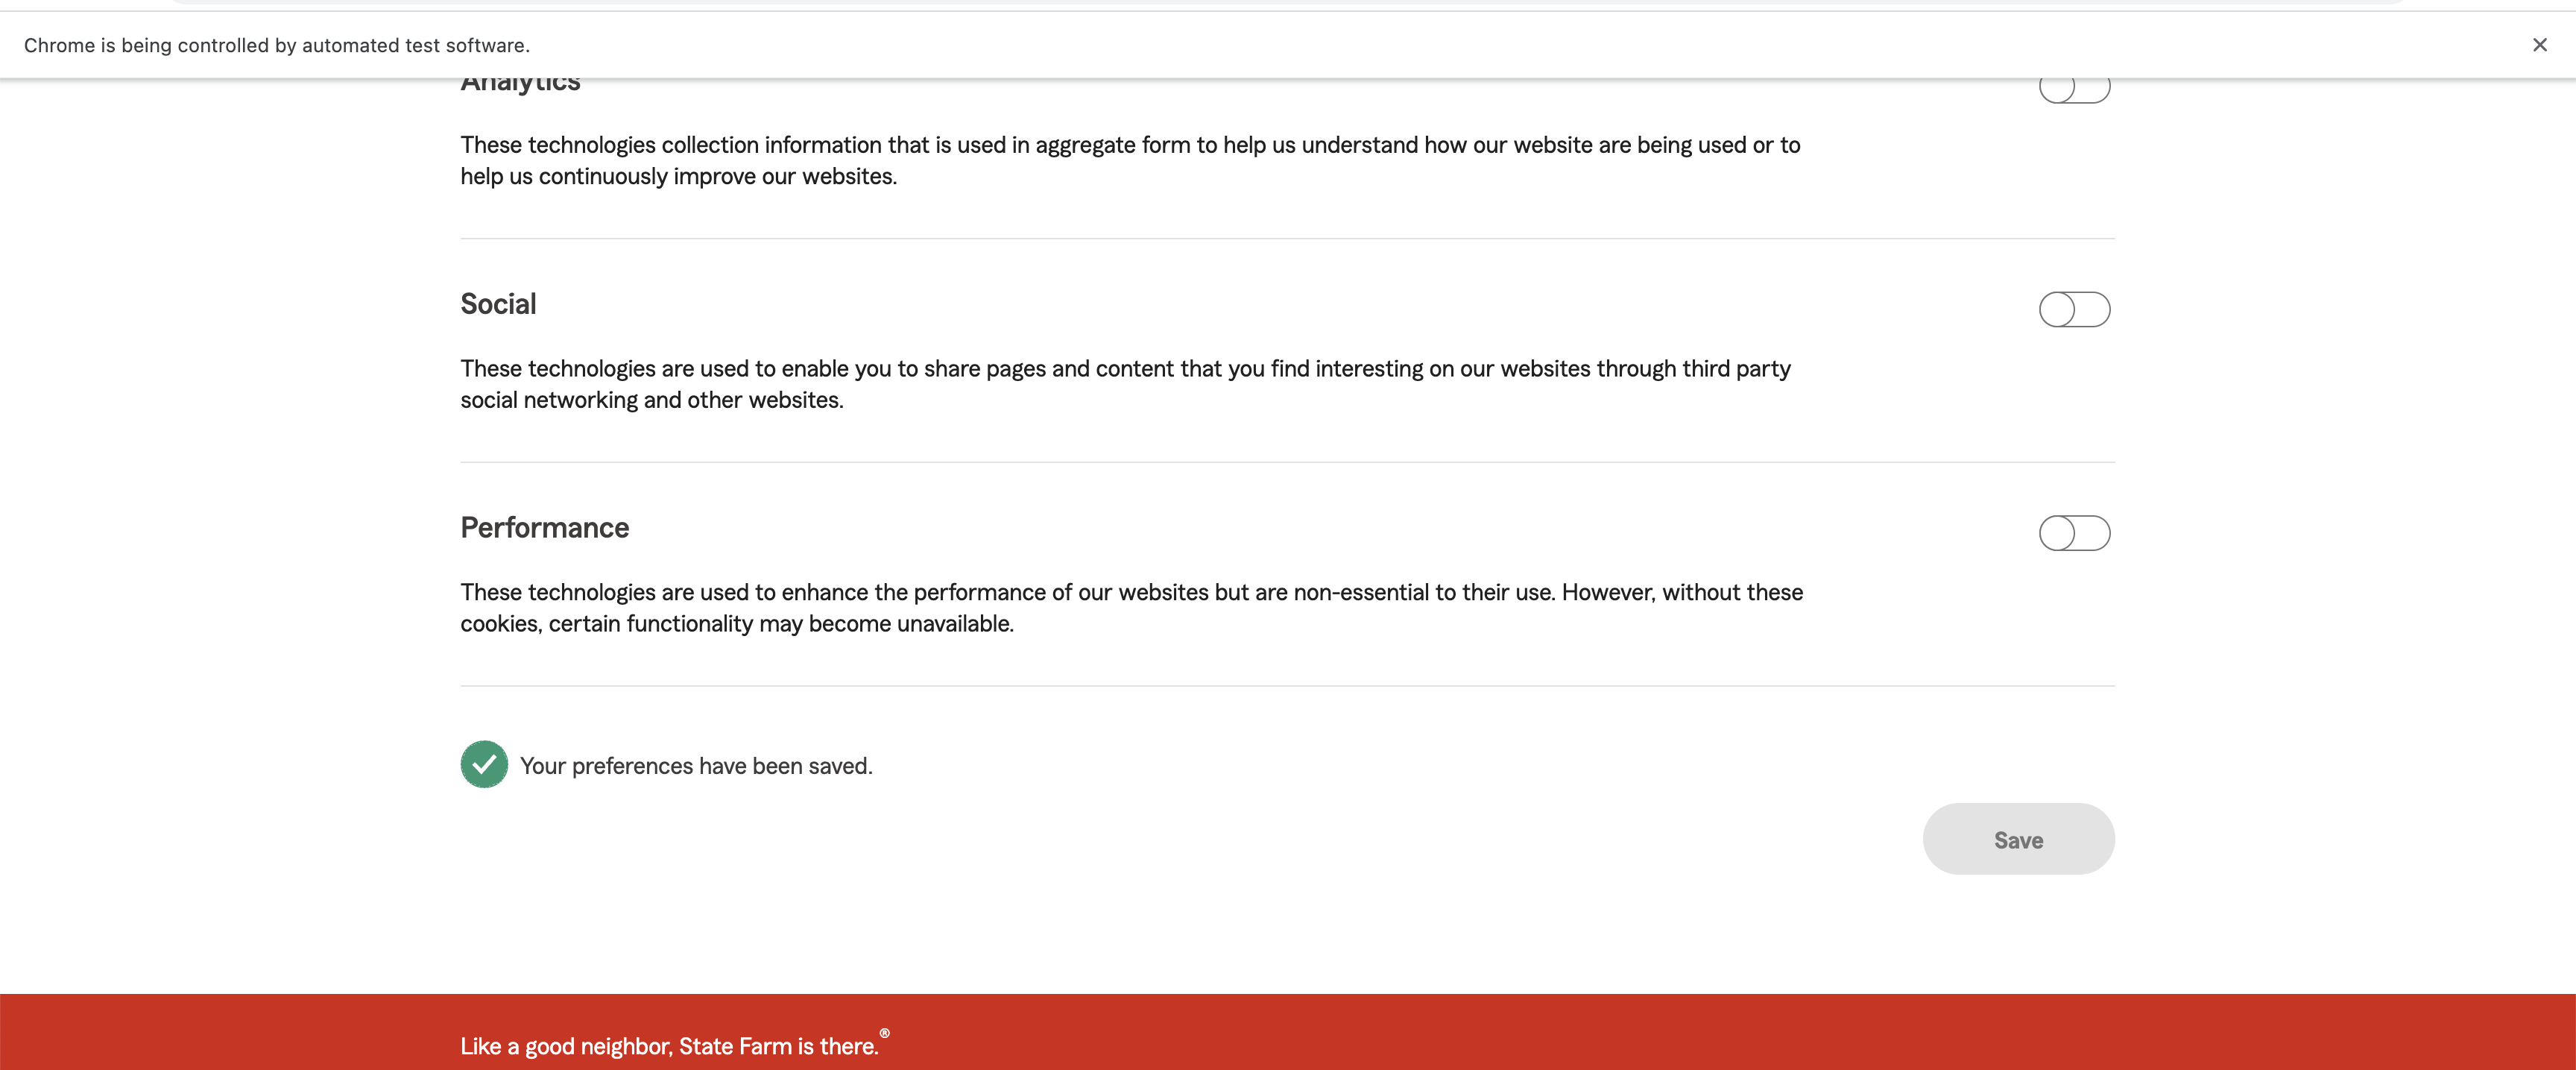 Chrome is being controlled by automated test software.
Analytics
These technologies collection information that is used in aggregate form to help us understand how our website are being used or to
help us continuously improve our websites.
Social
These technologies are used to enable you to share pages and content that you find interesting on our websites through third party
social networking and other websites.
Performance
These technologies are used to enhance the performance of our websites but are non-essential to their use. However, without these
cookies, certain functionality may become unavailable.
Your preferences have been saved.
Save
Like a good neighbor, State Farm is there.®